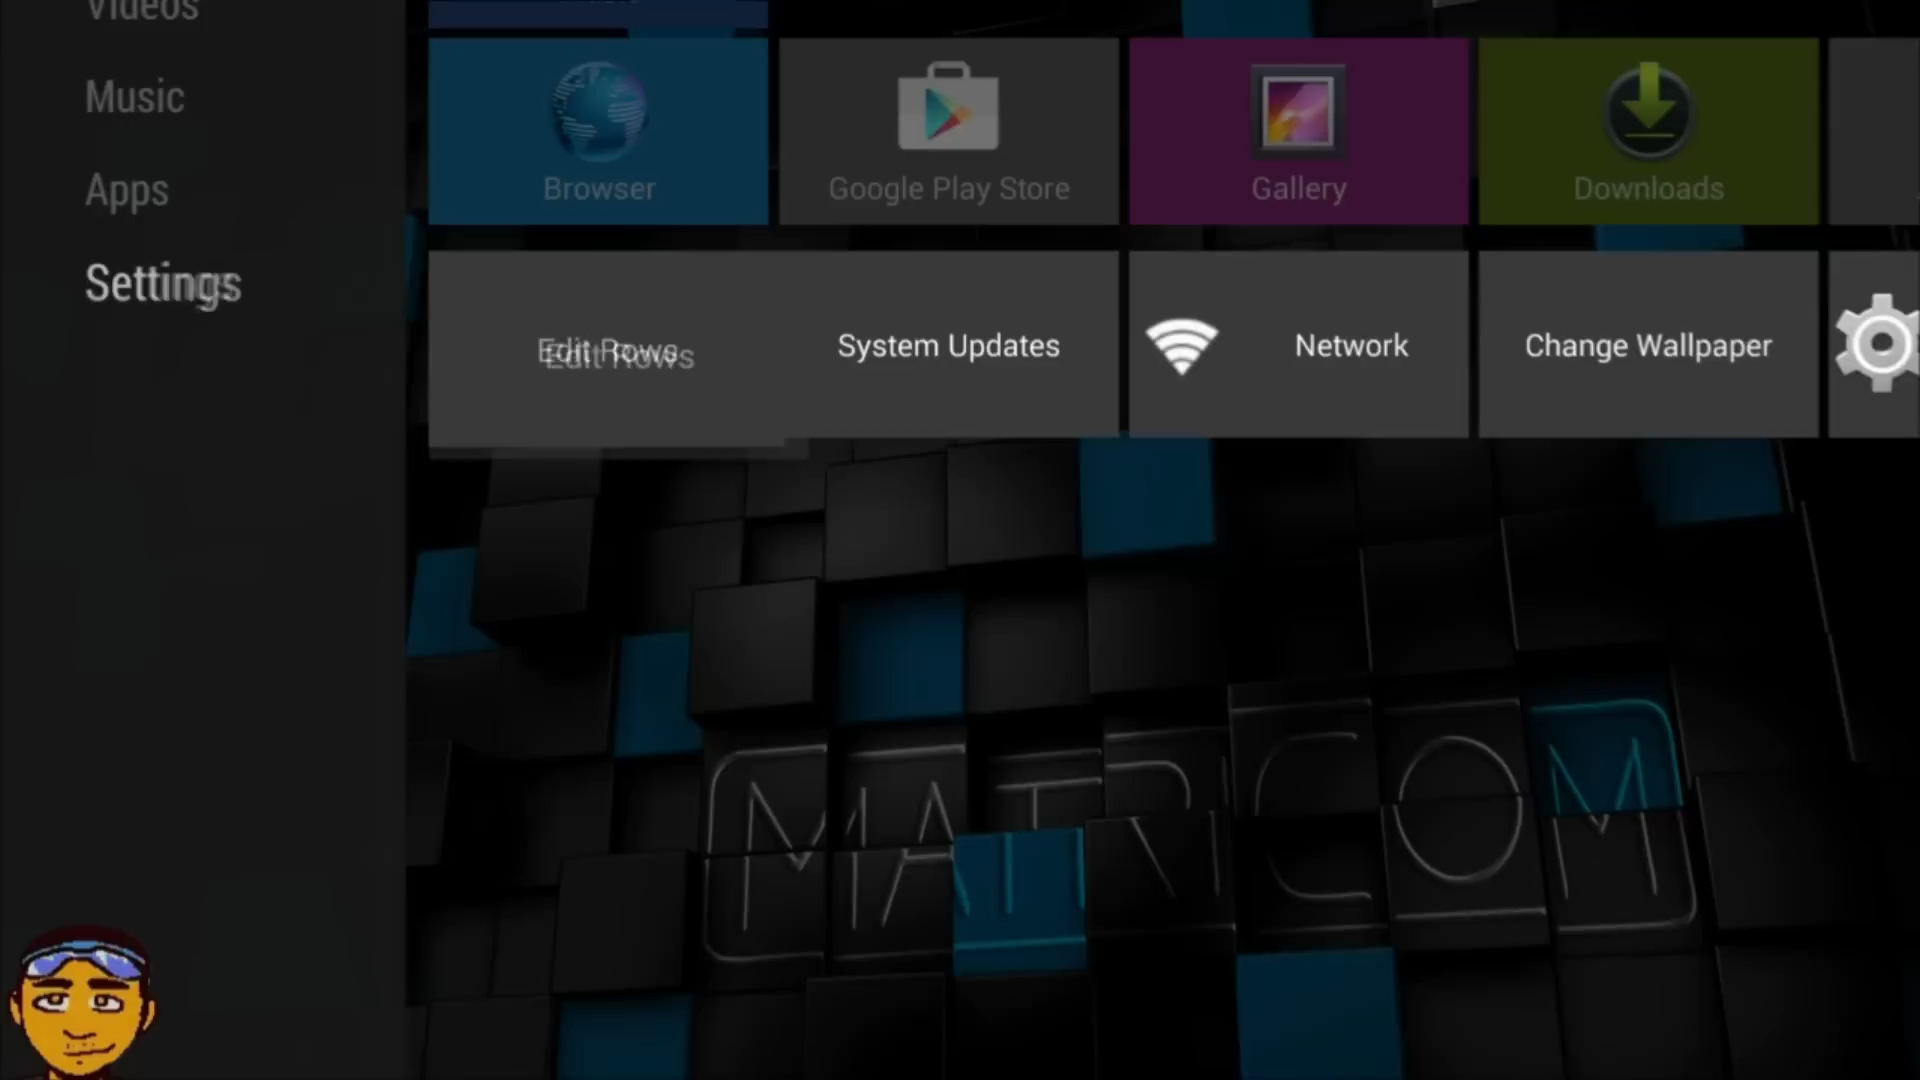 Videos
Music
Apps
Settings
Browser
Google Play Store
Gallery
Downloads
Edit Rows
System Updates
Network
Change Wallpaper
MATRICOM